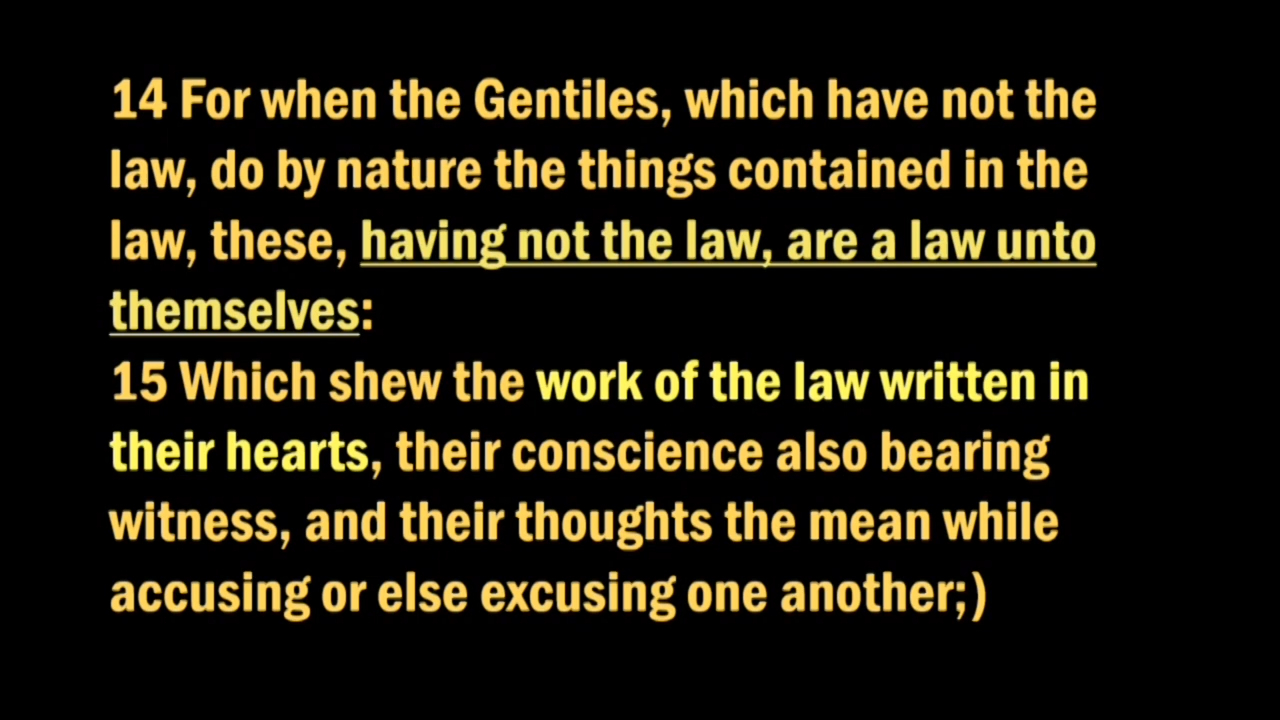 14 For when the Gentiles, which have not the
law, do by nature the things contained in the
law, these, having not the law, are a law unto
themselves:
15 Which shew the work of the law written in
their hearts, their conscience also bearing
witness, and their thoughts the mean while
accusing or else excusing one another;)